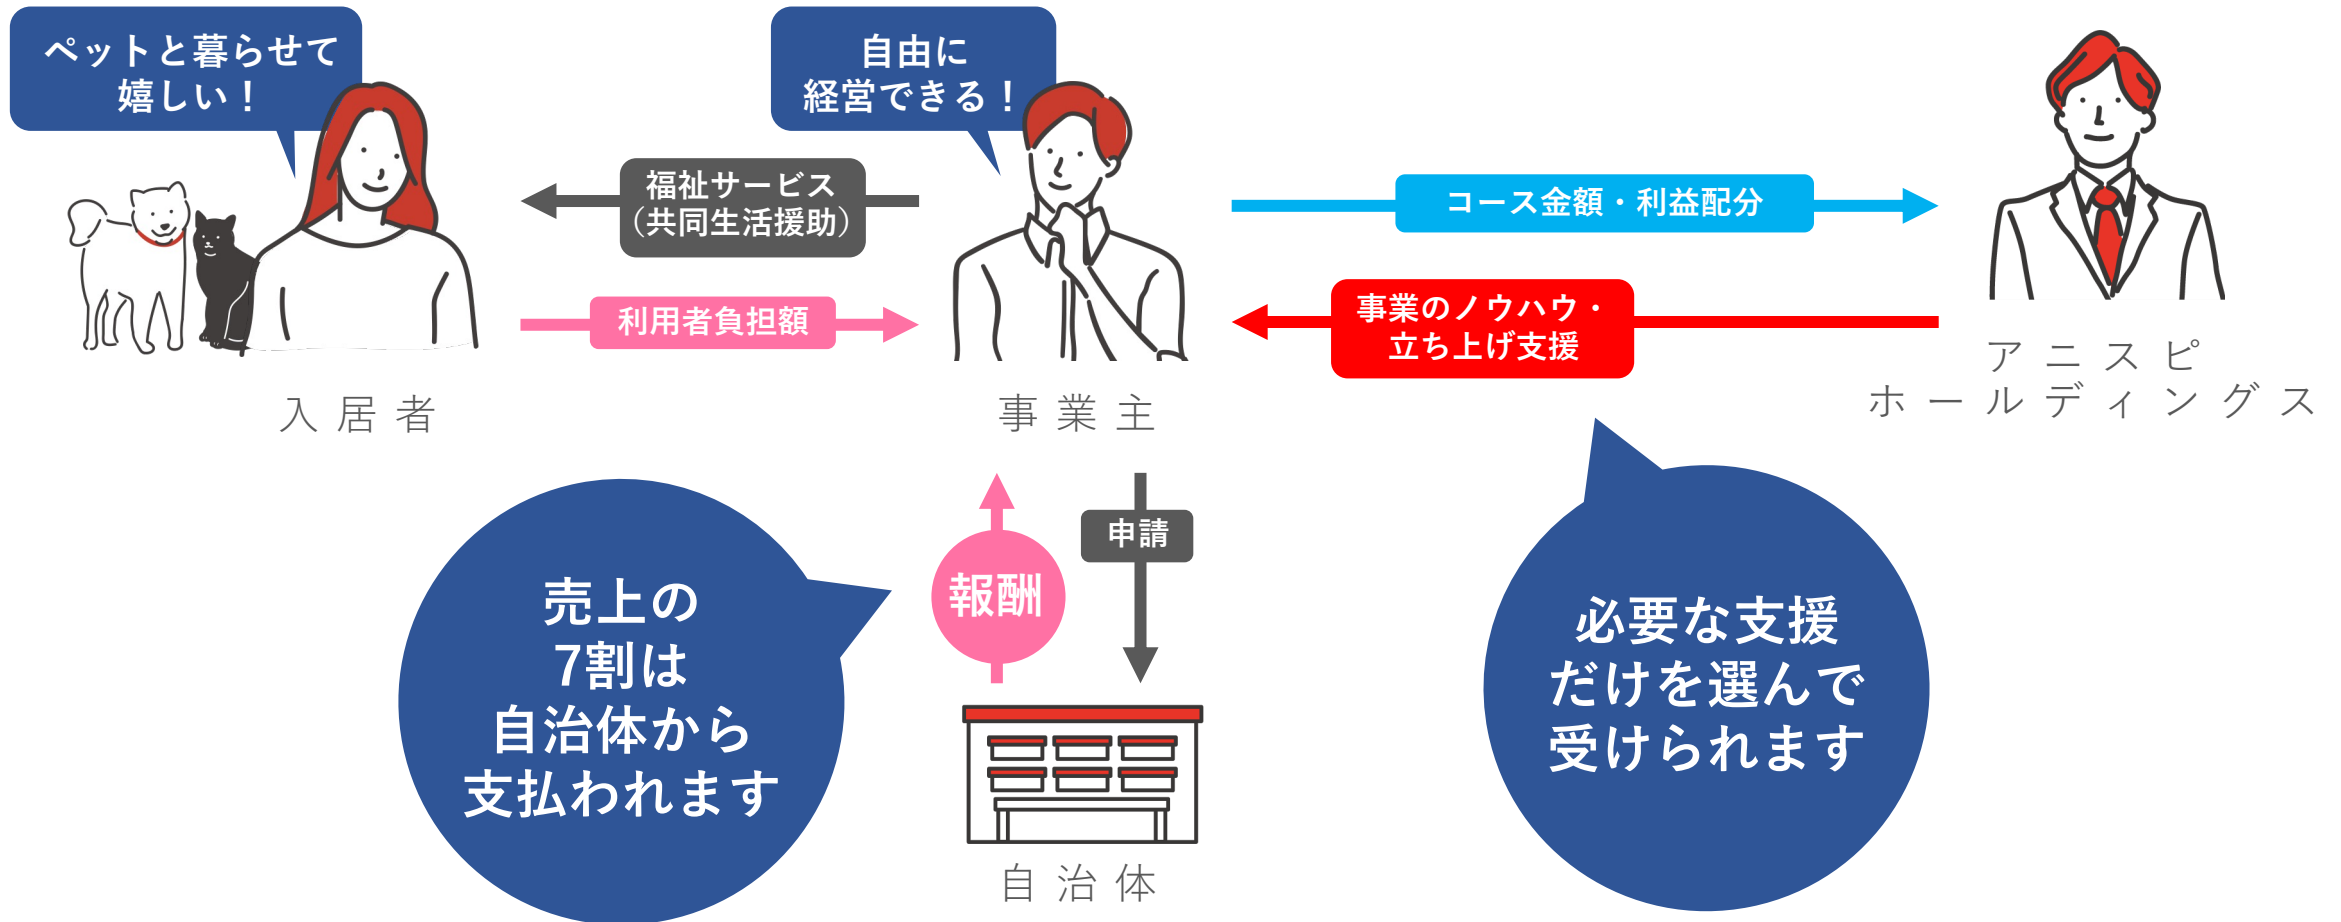 ペットと暮らせて
嬉しい！
自由に
経営できる！
福祉サービス
（共同生活援助）
利用者負担額
コース金額・利益配分
事業のノウハウ・
立ち上げ支援
入居者
事業主
アニスピ
ホールディングス
売上の
7割は
自治体から
支払われます
報酬
申請
必要な支援
だけを選んで
受けられます
自治体